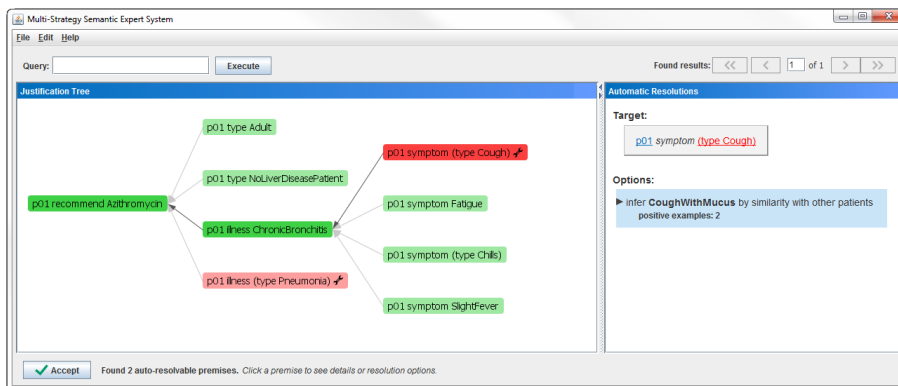 Multi-Strategy Semantic Expert System
File Edit Help
Query: Execute Found results: << < 1 of 1 > >>
Justification Tree
p01 type Adult
p01 symptom (type Cough)
p01 type NoLiverDiseasePatient
p01 recommend Azithromycin
p01 symptom Fatigue
p01 illness ChronicBronchitis
p01 symptom (type Chills)
p01 illness (type Pneumonia)
p01 symptom SlightFever
Automatic Resolutions
Target:
p01 symptom (type Cough)
Options:
infer CoughWithMucus by similarity with other patients
positive examples: 2
Accept Found 2 auto-resolvable premises. Click a premise to see details or resolution options.